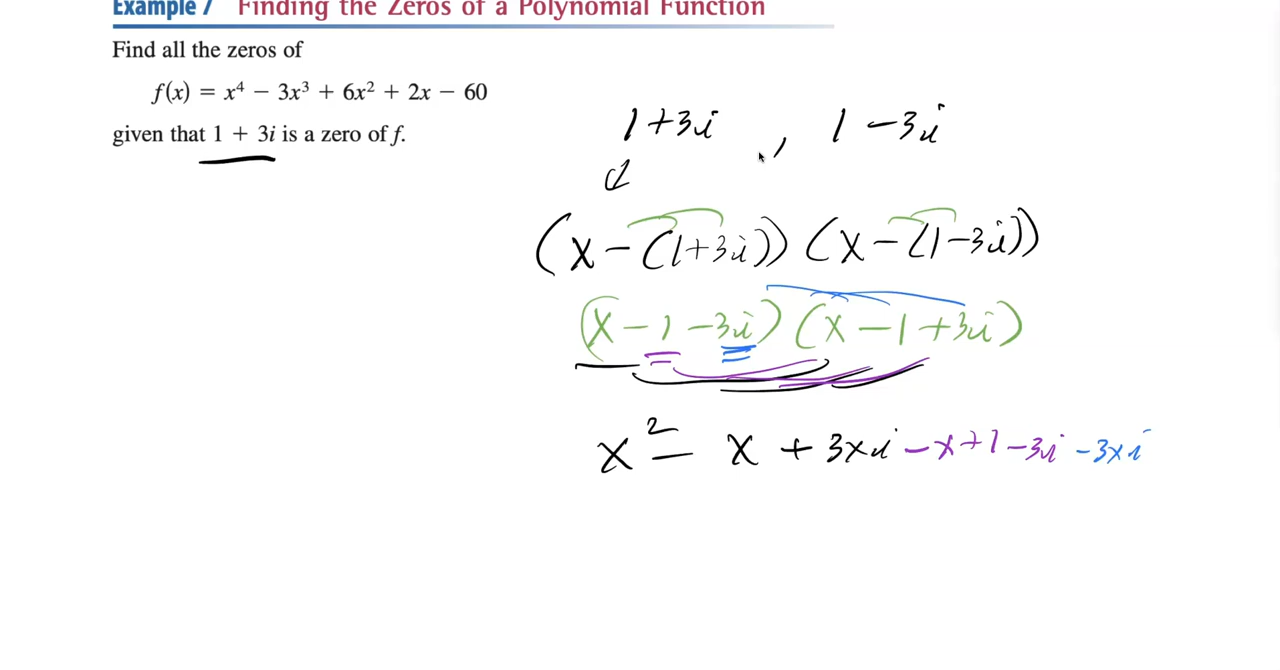 Example 7 Finding the Zeros of a Polynomial Function
Find all the zeros of
f(x) = x⁴ − 3x³ + 6x² + 2x − 60
given that 1 + 3i is a zero of f.
1+3i , 1−3i
(x−(1+3i))(x−(1−3i))
(x−1−3i)(x−1+3i)
x²−x+3xi−x+1−3i−3xi